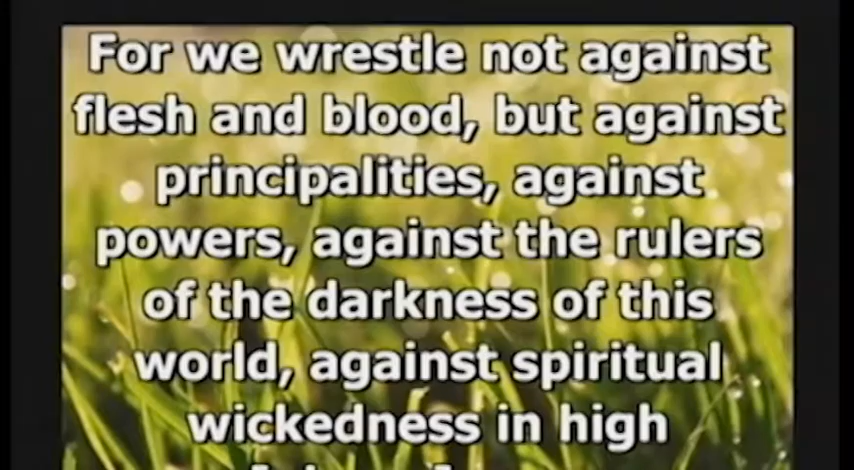 For we wrestle not against
flesh and blood, but against
principalities, against
powers, against the rulers
of the darkness of this
world, against spiritual
wickedness in high